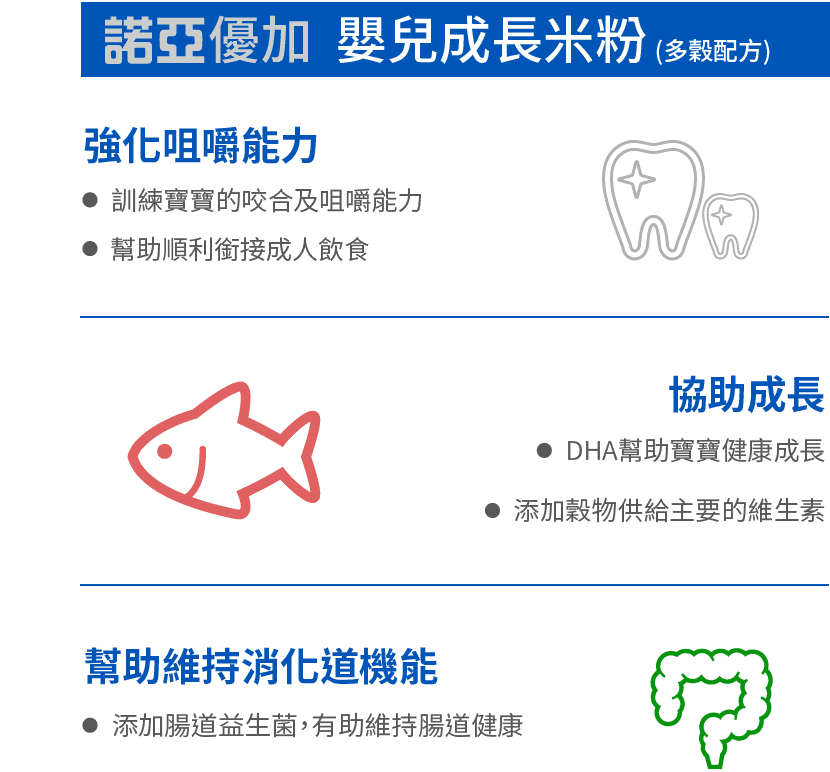 諾亞優加 嬰兒成長米粉 (多穀配方)
強化咀嚼能力
● 訓練寶寶的咬合及咀嚼能力
● 幫助順利銜接成人飲食
協助成長
● DHA幫助寶寶健康成長
● 添加穀物供給主要的維生素
幫助維持消化道機能
● 添加腸道益生菌，有助維持腸道健康